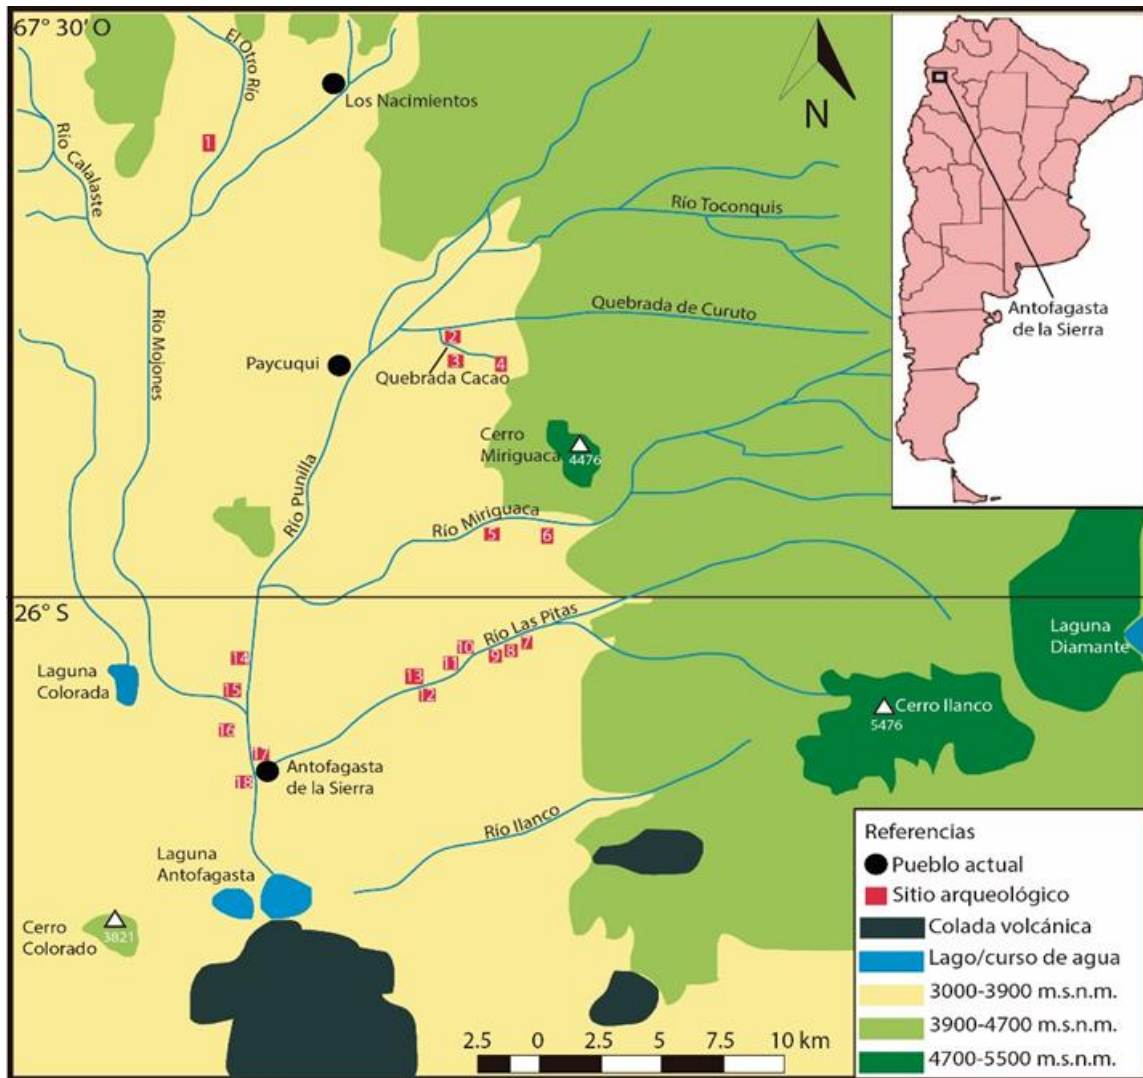 67° 30' O
El Otro Río
Los Nacimientos
N
1
Río Calalaste
Río Toconquis
Río Mojones
Quebrada de Curuto
Antofagasta
de la Sierra
2
Paycuqui
3
4
Quebrada Cacao
Cerro
Miriguaca
4476
Río Punilla
Río Miriguaca
5
6
26° S
Río Las Pitas
Laguna
Diamante
14
10
7
8
9
11
Laguna
Colorada
13
15
12
Cerro Ilanco
5476
16
17
18
Antofagasta
de la Sierra
Río Ilanco
Laguna
Antofagasta
Cerro
Colorado
3821
Referencias
Pueblo actual
Sitio arqueológico
Colada volcánica
Lago/curso de agua
3000-3900 m.s.n.m.
3900-4700 m.s.n.m.
4700-5500 m.s.n.m.
2.5 0 2.5 5 7.5 10 km